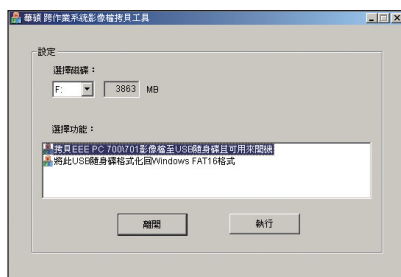 華碩 跨作業系統影像檔拷貝工具
設定
選擇磁碟：
F: 3863 MB
選擇功能：
拷貝EEE PC 700\701影像檔至USB隨身碟且可用來開機
將此USB隨身碟格式化回Windows FAT16格式
離開 執行